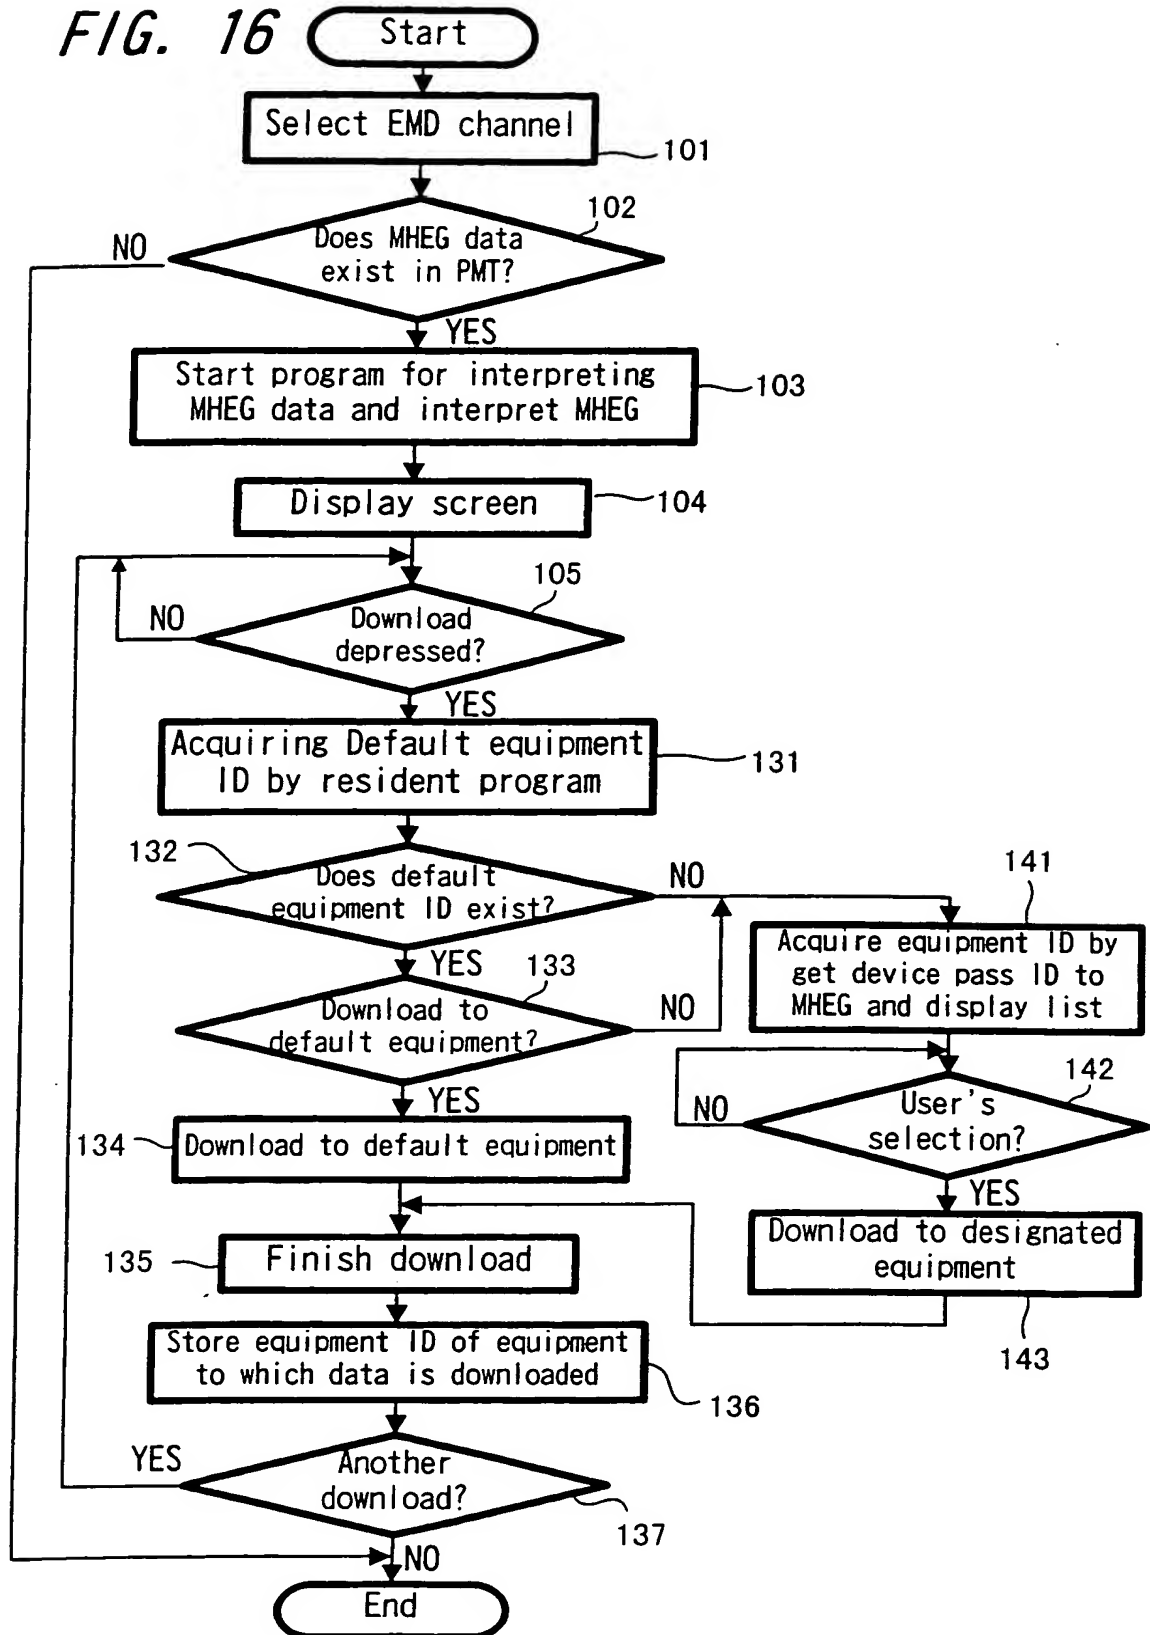 FIG. 16
Start
Select EMD channel
101
102
Does MHEG data
exist in PMT?
NO
YES
Start program for interpreting
MHEG data and interpret MHEG
103
Display screen
104
105
Download
depressed?
NO
YES
Acquiring Default equipment
ID by resident program
131
132
Does default
equipment ID exist?
NO
YES
141
Acquire equipment ID by
get device pass ID to
MHEG and display list
133
Download to
default equipment?
NO
YES
142
User's
selection?
NO
YES
134
Download to default equipment
Download to designated
equipment
143
135
Finish download
Store equipment ID of equipment
to which data is downloaded
136
YES
Another
download?
137
NO
End